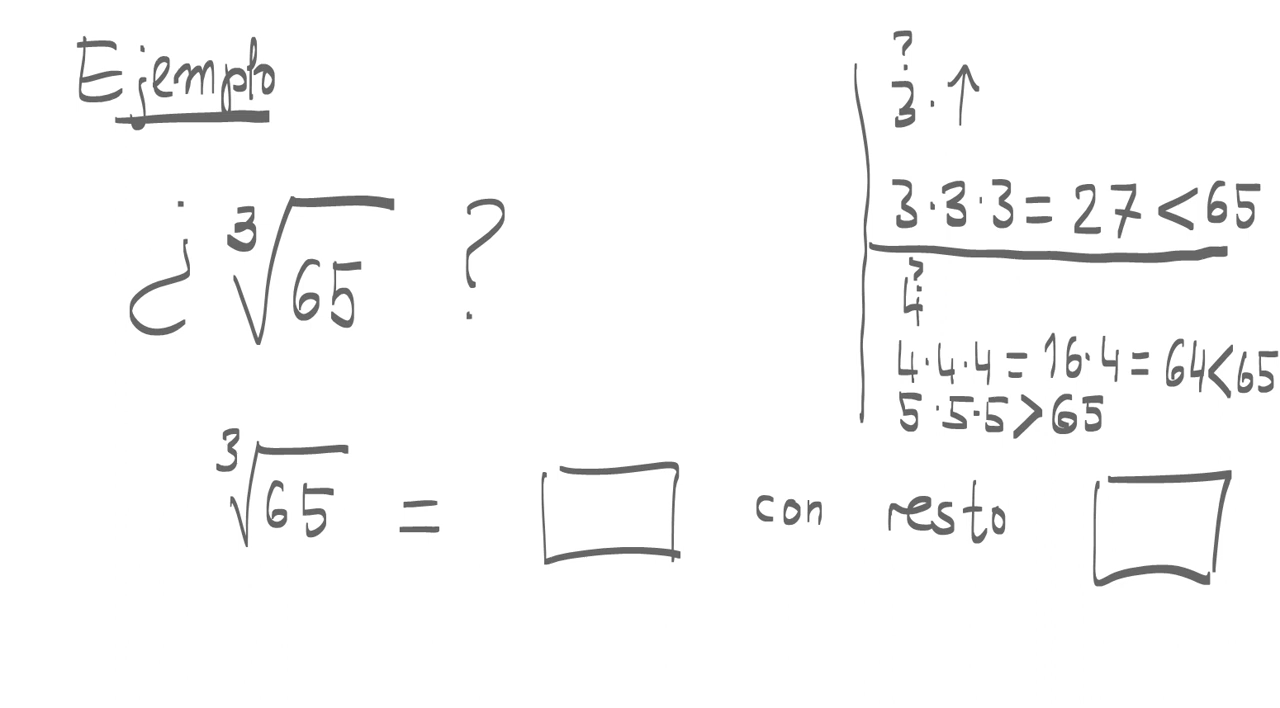 Ejemplo
¿ ∛65 ?
∛65 = □ con resto □
?
3 · ↑
3·3·3 = 27 < 65
?
4
4·4·4 = 16·4 = 64 < 65
5·5·5 > 65